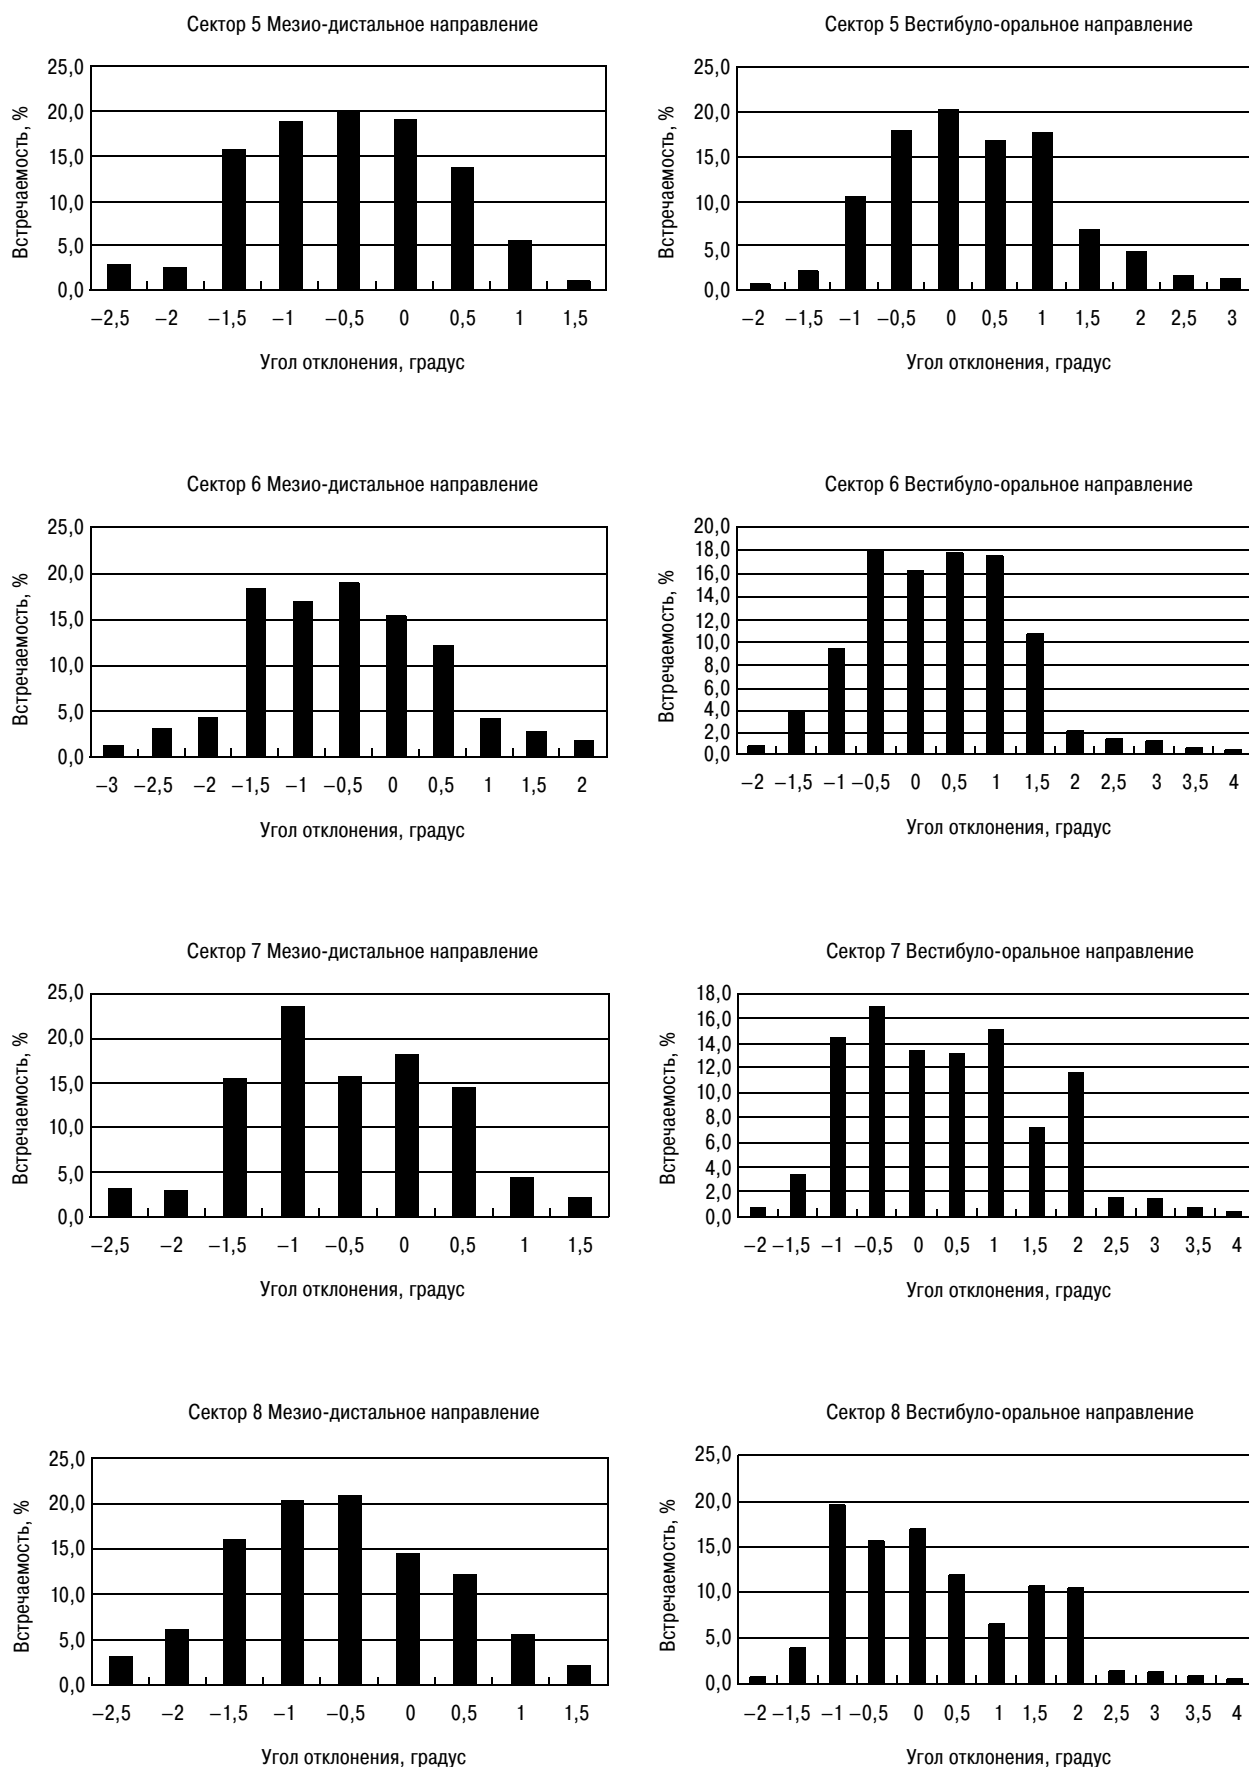 Сектор 5 Мезио-дистальное направление
Встречаемость, %
25,0
20,0
15,0
10,0
5,0
0,0
–2,5 –2 –1,5 –1 –0,5 0 0,5 1 1,5
Угол отклонения, градус
Сектор 5 Вестибуло-оральное направление
Встречаемость, %
25,0
20,0
15,0
10,0
5,0
0,0
–2 –1,5 –1 –0,5 0 0,5 1 1,5 2 2,5 3
Угол отклонения, градус
Сектор 6 Мезио-дистальное направление
Встречаемость, %
25,0
20,0
15,0
10,0
5,0
0,0
–3 –2,5 –2 –1,5 –1 –0,5 0 0,5 1 1,5 2
Угол отклонения, градус
Сектор 6 Вестибуло-оральное направление
Встречаемость, %
20,0
18,0
16,0
14,0
12,0
10,0
8,0
6,0
4,0
2,0
0,0
–2 –1,5 –1 –0,5 0 0,5 1 1,5 2 2,5 3 3,5 4
Угол отклонения, градус
Сектор 7 Мезио-дистальное направление
Встречаемость, %
25,0
20,0
15,0
10,0
5,0
0,0
–2,5 –2 –1,5 –1 –0,5 0 0,5 1 1,5
Угол отклонения, градус
Сектор 7 Вестибуло-оральное направление
Встречаемость, %
18,0
16,0
14,0
12,0
10,0
8,0
6,0
4,0
2,0
0,0
–2 –1,5 –1 –0,5 0 0,5 1 1,5 2 2,5 3 3,5 4
Угол отклонения, градус
Сектор 8 Мезио-дистальное направление
Встречаемость, %
25,0
20,0
15,0
10,0
5,0
0,0
–2,5 –2 –1,5 –1 –0,5 0 0,5 1 1,5
Угол отклонения, градус
Сектор 8 Вестибуло-оральное направление
Встречаемость, %
25,0
20,0
15,0
10,0
5,0
0,0
–2 –1,5 –1 –0,5 0 0,5 1 1,5 2 2,5 3 3,5 4
Угол отклонения, градус